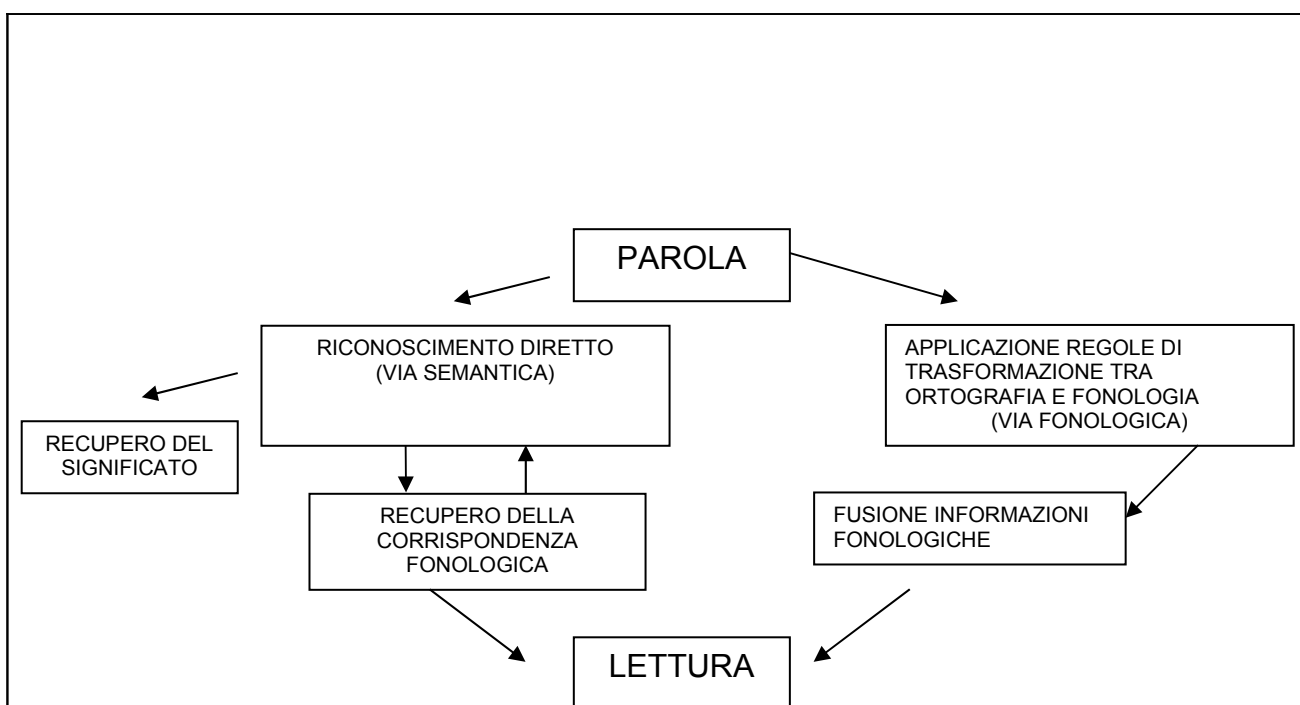 PAROLA
RICONOSCIMENTO DIRETTO
(VIA SEMANTICA)
APPLICAZIONE REGOLE DI
TRASFORMAZIONE TRA
ORTOGRAFIA E FONOLOGIA
(VIA FONOLOGICA)
RECUPERO DEL
SIGNIFICATO
RECUPERO DELLA
CORRISPONDENZA
FONOLOGICA
FUSIONE INFORMAZIONI
FONOLOGICHE
LETTURA